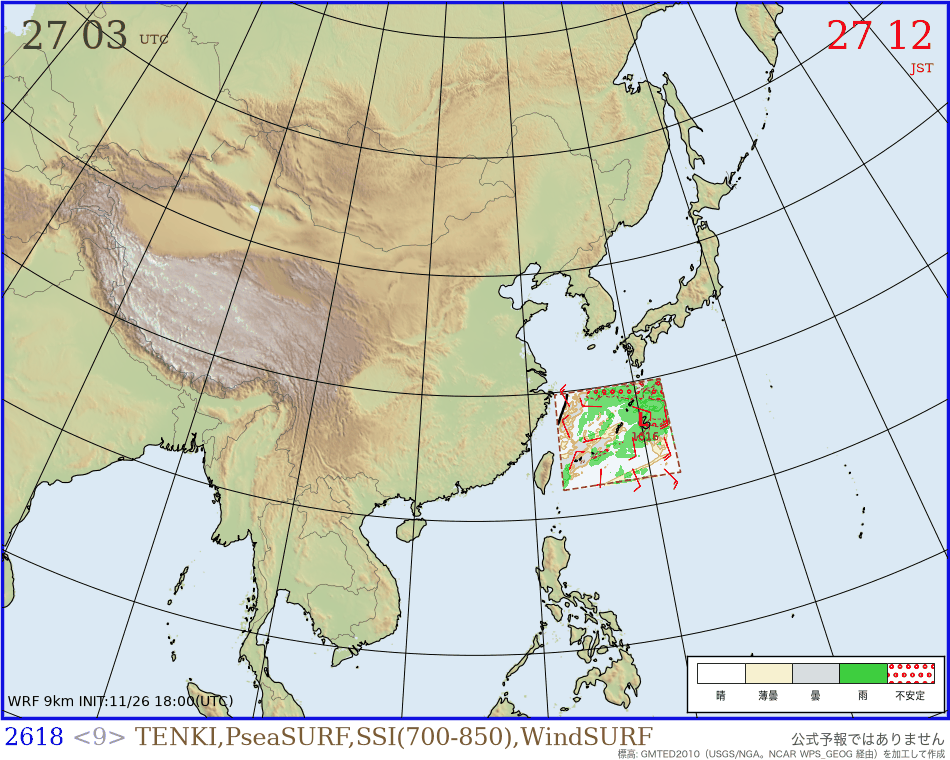 27 03 UTC
27 12
JST
1016
晴 薄曇 曇 雨 不安定
WRF 9km INIT:11/26 18:00(UTC)
2618 <9> TENKI,PseaSURF,SSI(700-850),WindSURF
公式予報ではありません
標高: GMTED2010（USGS/NGA。NCAR WPS_GEOG 経由）を加工して作成